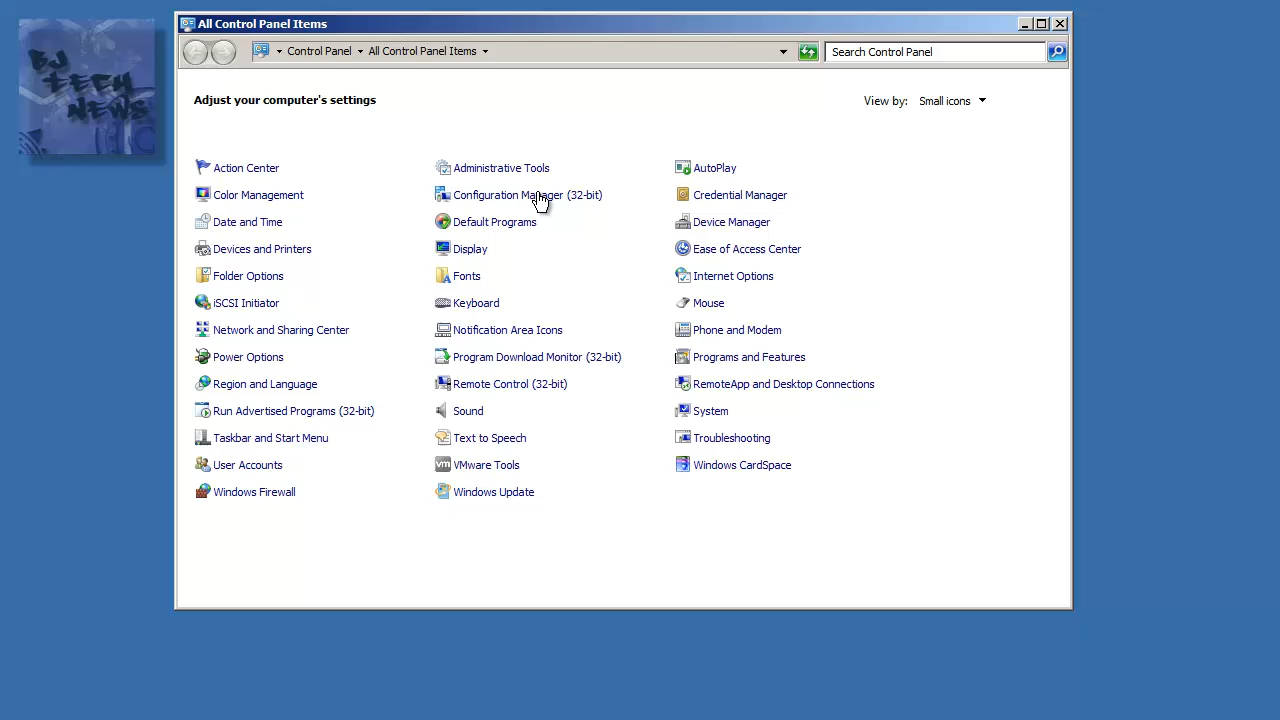 BJ
TECH
NEWS
All Control Panel Items
Control Panel All Control Panel Items
Search Control Panel
Adjust your computer's settings
View by: Small icons
Action Center Administrative Tools AutoPlay
Color Management Configuration Manager (32-bit) Credential Manager
Date and Time Default Programs Device Manager
Devices and Printers Display Ease of Access Center
Folder Options Fonts Internet Options
iSCSI Initiator Keyboard Mouse
Network and Sharing Center Notification Area Icons Phone and Modem
Power Options Program Download Monitor (32-bit) Programs and Features
Region and Language Remote Control (32-bit) RemoteApp and Desktop Connections
Run Advertised Programs (32-bit) Sound System
Taskbar and Start Menu Text to Speech Troubleshooting
User Accounts vm VMware Tools Windows CardSpace
Windows Firewall Windows Update